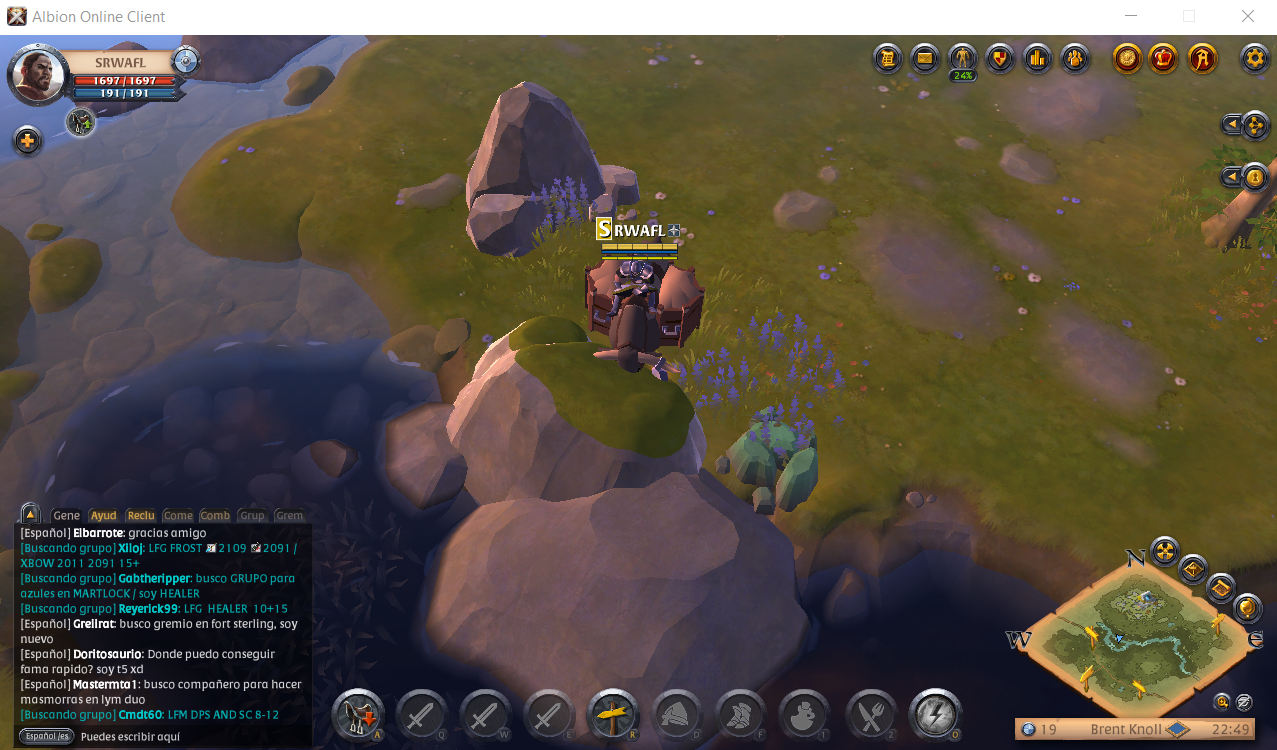 Albion Online Client
SRWAFL
1697 / 1697
191 / 191
24%
SRWAFL
Gene Ayud Reclu Come Comb Grup Grem
[Español] Elbarrote: gracias amigo
[Buscando grupo] Xiloj: LFG FROST 2109 2091 /
XBOW 2011 2091 15+
[Buscando grupo] Gabtheripper: busco GRUPO para
azules en MARTLOCK / soy HEALER
[Buscando grupo] Reyerick99: LFG HEALER 10+15
[Español] Grellrat: busco gremio en fort sterling, soy
nuevo
[Español] Doritosaurio: Donde puedo conseguir
fama rapido? soy t5 xd
[Español] Mastermta1: busco compañero para hacer
masmorras en lym duo
[Buscando grupo] Cmdt60: LFM DPS AND SC 8-12
Español /es Puedes escribir aquí
A Q W E R D F 1 2 O
N
W E
19 Brent Knoll 22:49